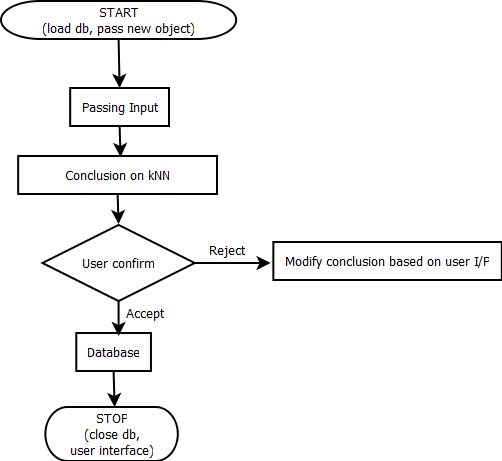 START
(load db, pass new object)
Passing Input
Conclusion on kNN
User confirm
Reject
Modify conclusion based on user I/P
Accept
Database
STOP
(close db,
user interface)